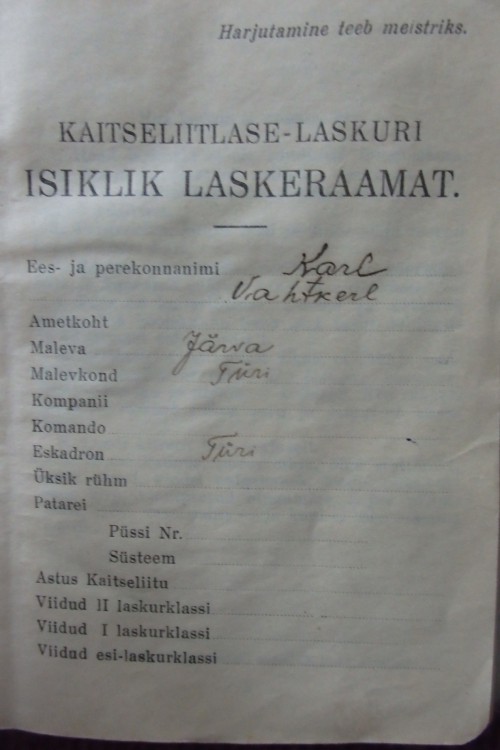 Harjutamine teeb meistriks.
KAITSELIITLASE-LASKURI
ISIKLIK LASKERAAMAT.
Ees- ja perekonnanimi Karl
Vahtkerl
Ametkoht
Maleva Järva
Malevkond Türi
Kompanii
Komando
Eskadron Türi
Üksik rühm
Patarei
Püssi Nr.
Süsteem
Astus Kaitseliitu
Viidud II laskurklassi
Viidud I laskurklassi
Viidud esi-laskurklassi